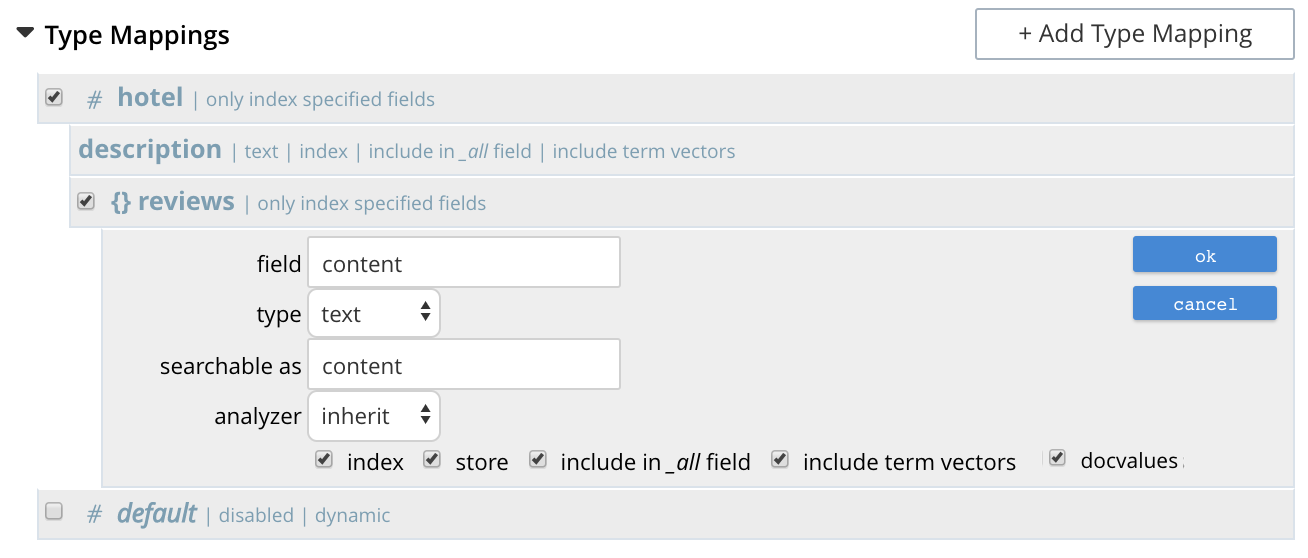 Type Mappings
+ Add Type Mapping
# hotel | only index specified fields
description | text | index | include in _all field | include term vectors
{} reviews | only index specified fields
field content
ok
type text
cancel
searchable as content
analyzer inherit
index store include in _all field include term vectors docvalues
# default | disabled | dynamic